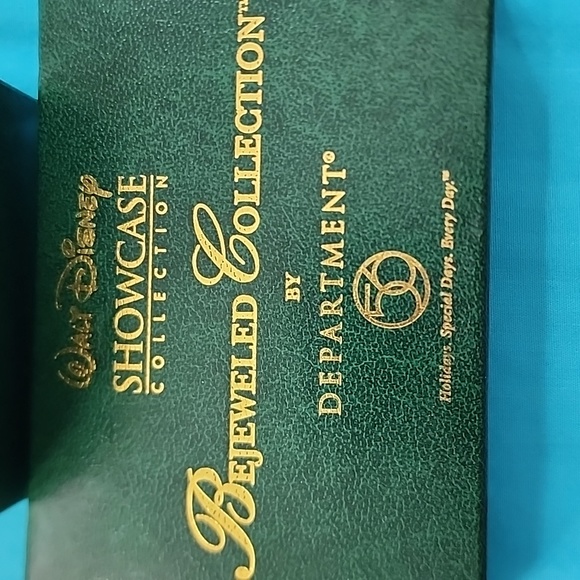 WALT DISNEY
SHOWCASE
COLLECTION
BEJEWELED COLLECTION™
BY
DEPARTMENT®
56
Holidays. Special Days. Every Day.™